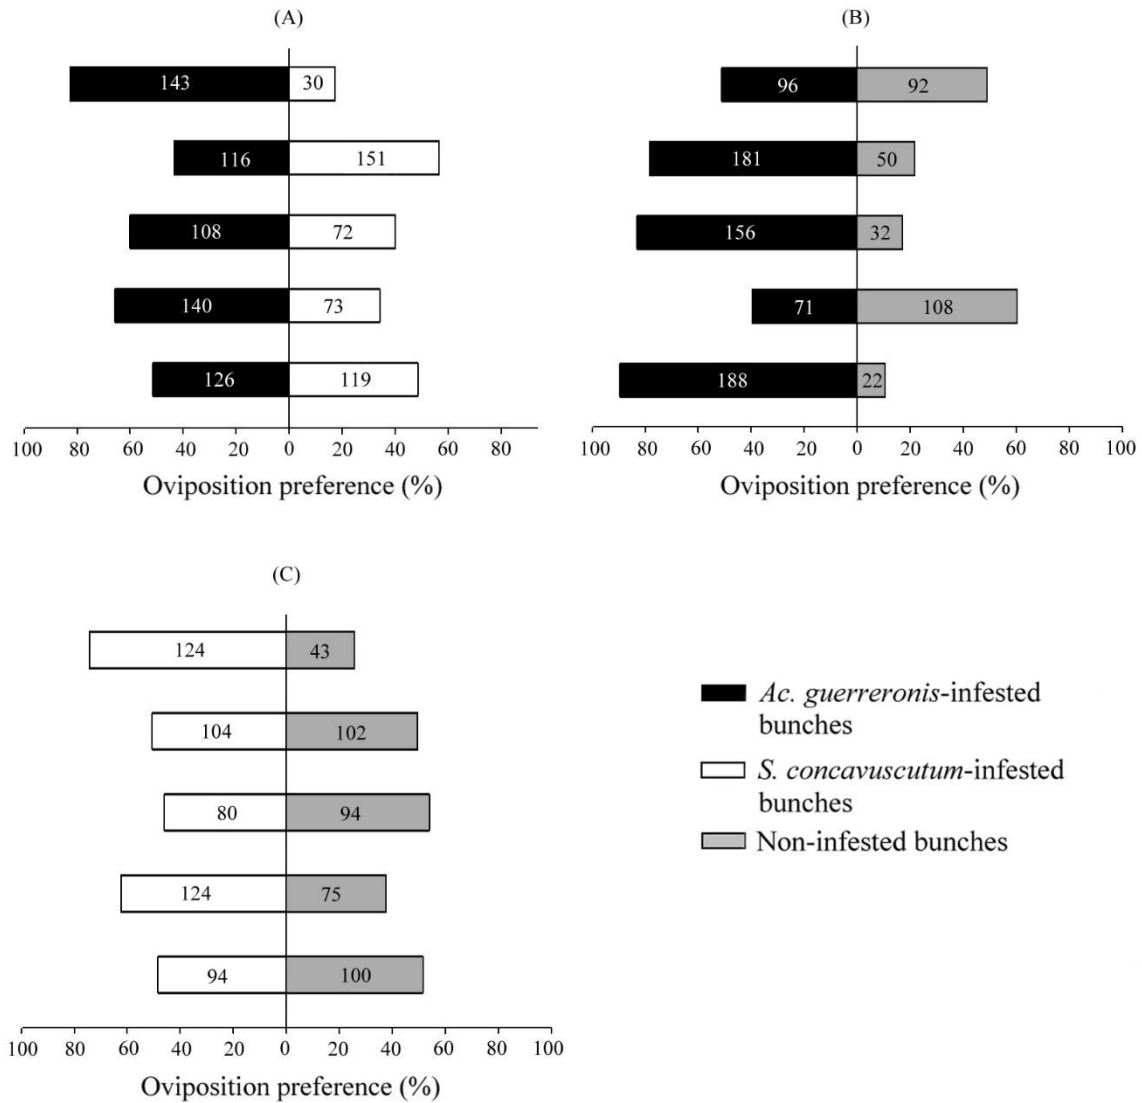 (A)
143 30
116 151
108 72
140 73
126 119
100 80 60 40 20 0 20 40 60 80
Oviposition preference (%)
(B)
96 92
181 50
156 32
71 108
188 22
100 80 60 40 20 0 20 40 60 80 100
Oviposition preference (%)
(C)
124 43
104 102
80 94
124 75
94 100
100 80 60 40 20 0 20 40 60 80 100
Oviposition preference (%)
Ac. guerreronis-infested
bunches
S. concavuscutum-infested
bunches
Non-infested bunches